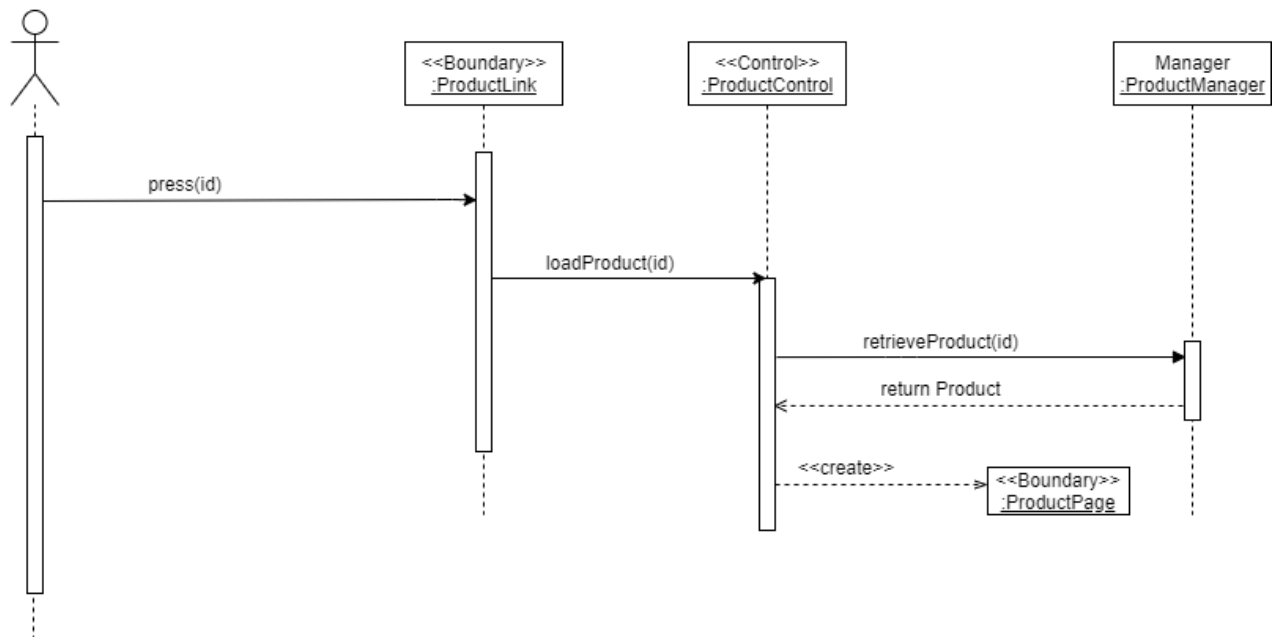 <<Boundary>>
:ProductLink
<<Control>>
:ProductControl
Manager
:ProductManager
press(id)
loadProduct(id)
retrieveProduct(id)
return Product
<<create>>
<<Boundary>>
:ProductPage